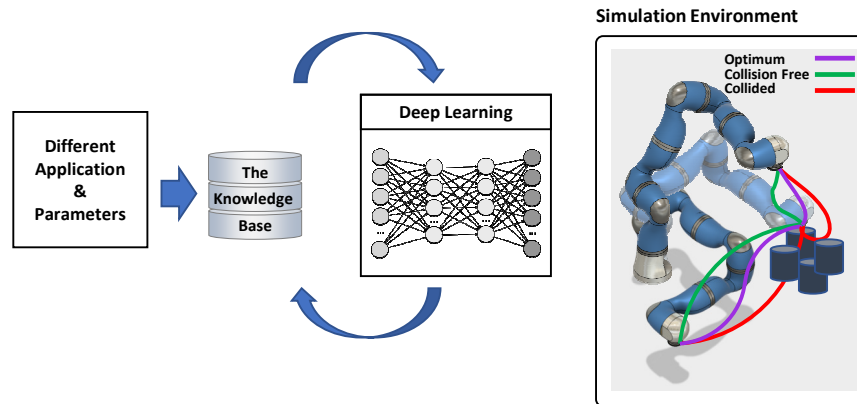 Simulation Environment
Optimum
Collision Free
Collided
Deep Learning
...
...
...
...
Different
Application
&
Parameters
The
Knowledge
Base